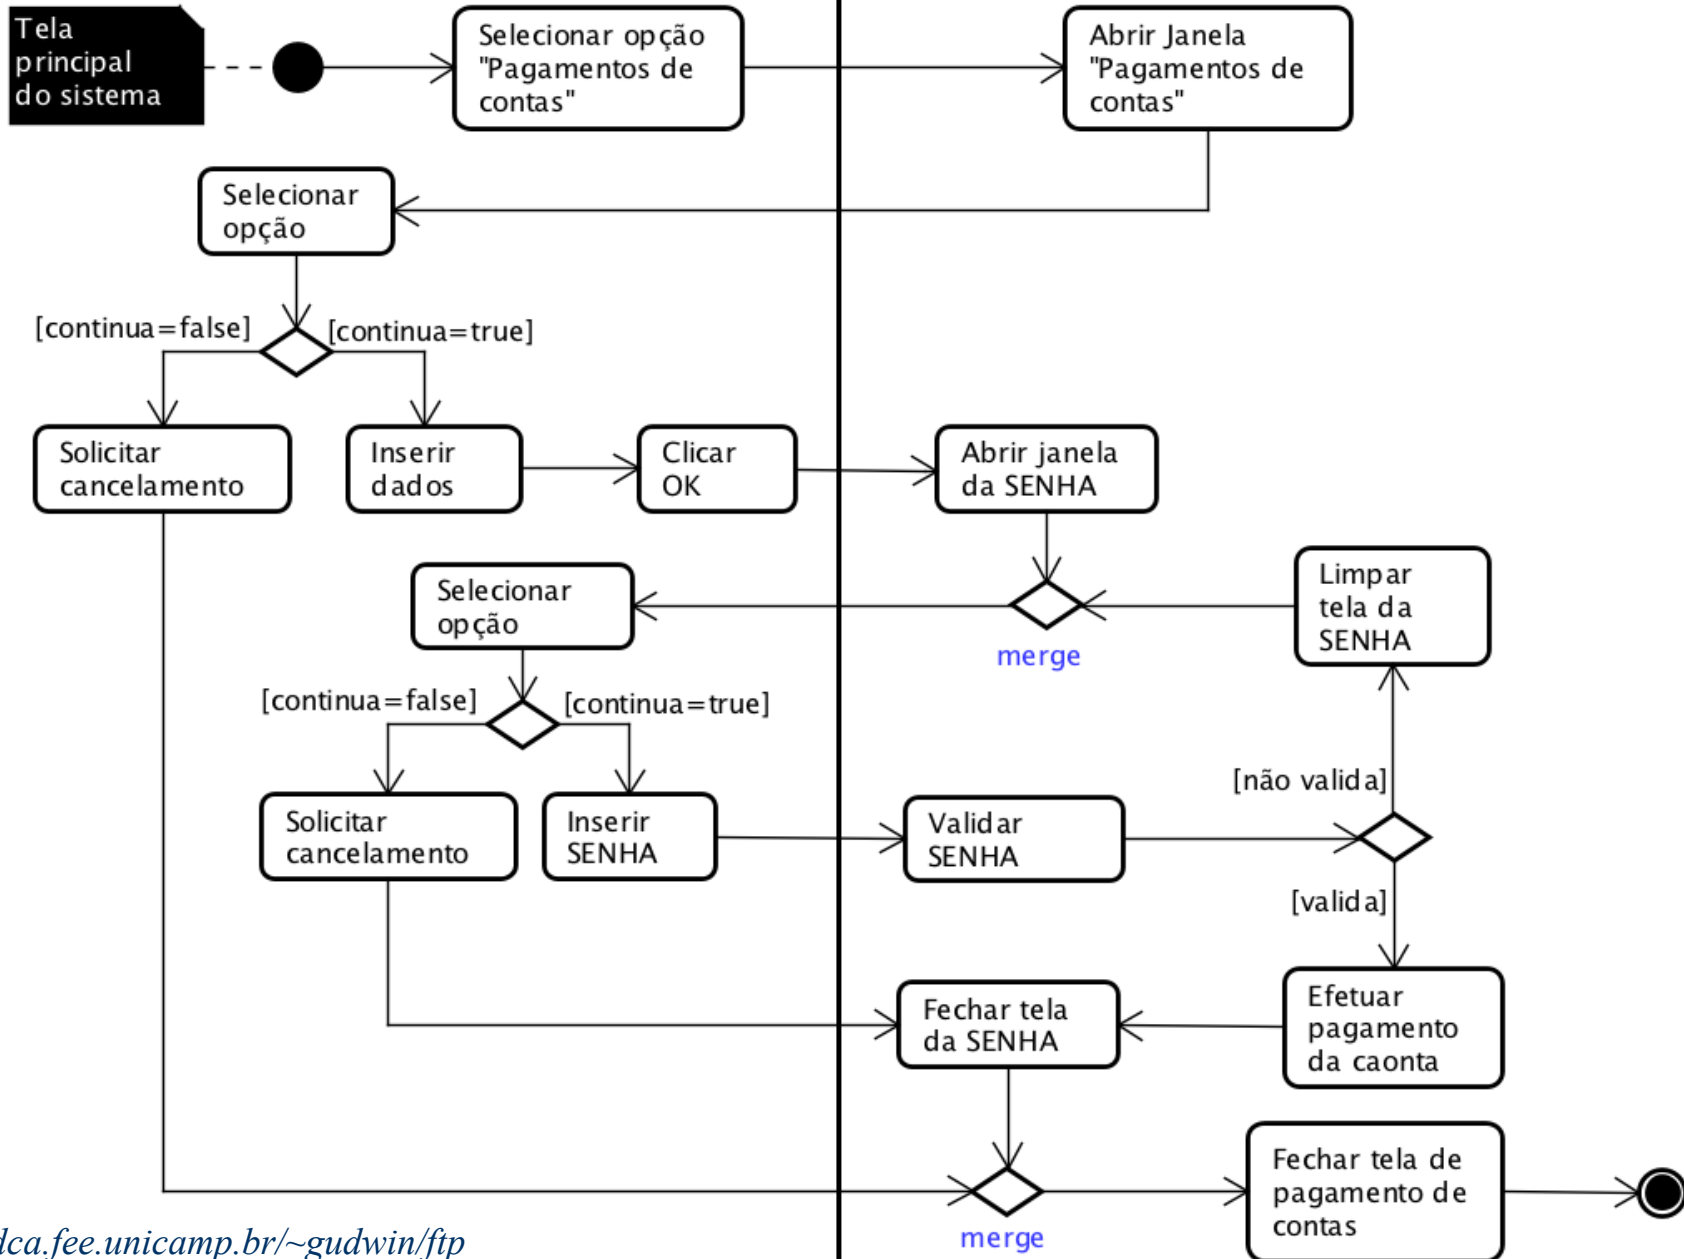 Tela
principal
do sistema
Selecionar opção
"Pagamentos de
contas"
Abrir Janela
"Pagamentos de
contas"
Selecionar
opção
[continua=false]
[continua=true]
Solicitar
cancelamento
Inserir
dados
Clicar
OK
Abrir janela
da SENHA
Selecionar
opção
merge
Limpar
tela da
SENHA
[continua=false]
[continua=true]
[não valida]
Solicitar
cancelamento
Inserir
SENHA
Validar
SENHA
[valida]
Fechar tela
da SENHA
Efetuar
pagamento
da caonta
Fechar tela de
pagamento de
contas
merge
dca.fee.unicamp.br/~gudwin/ftp